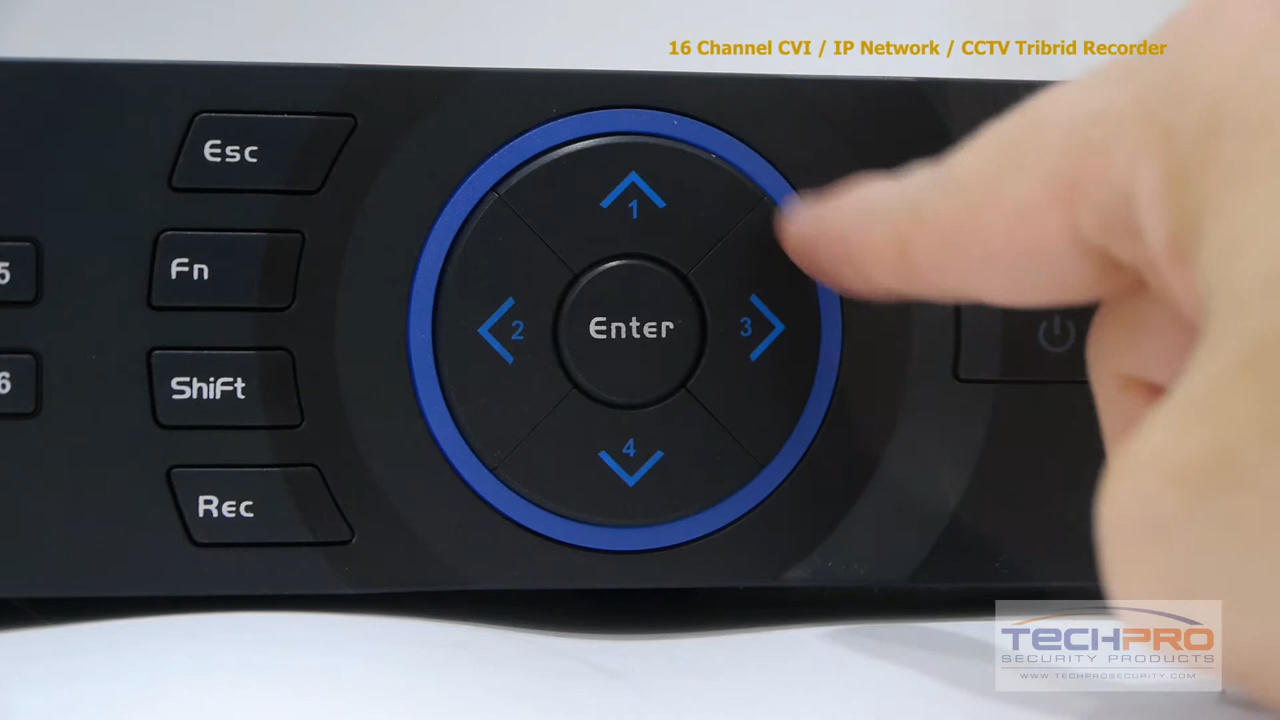 16 Channel CVI / IP Network / CCTV Tribrid Recorder
Esc
1
5
Fn
2
Enter
3
6
ShiFt
4
Rec
TECHPRO
SECURITY PRODUCTS
WWW.TECHPROSECURITY.COM